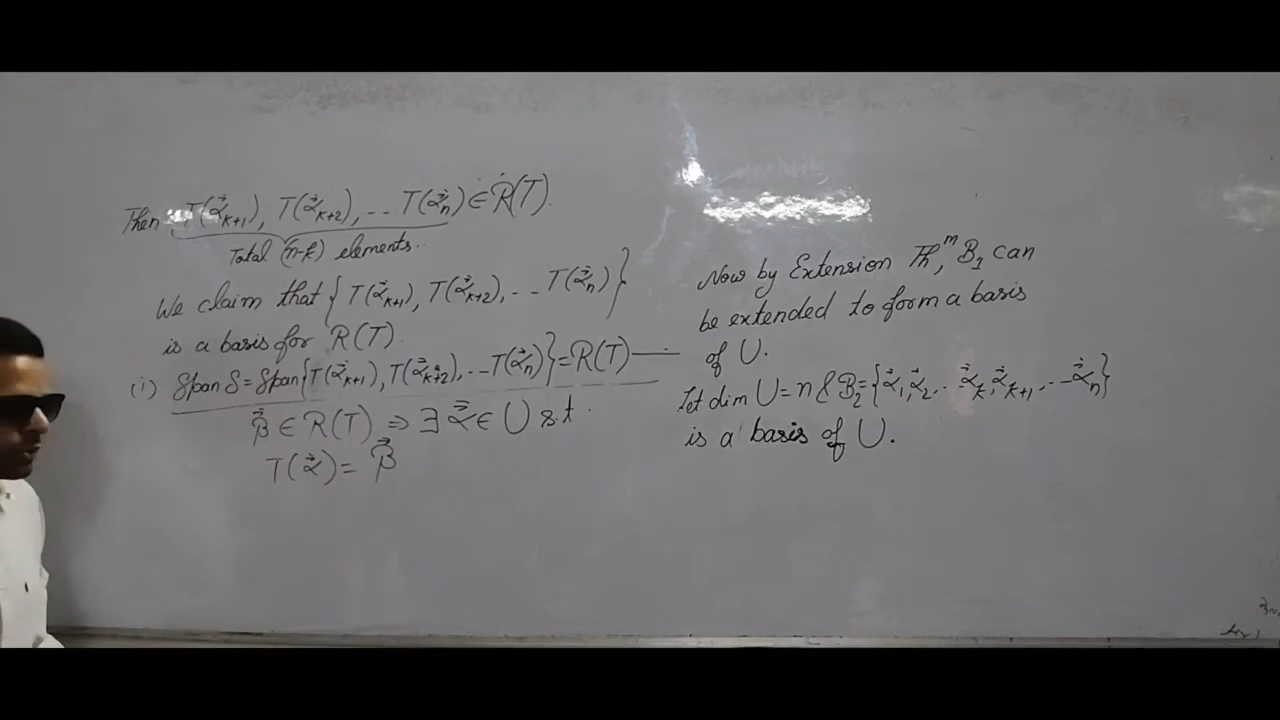 Then T(α⃗ₖ₊₁), T(α⃗ₖ₊₂), -- T(α⃗ₙ) ∈ R(T).
Total (n-k) elements..
We claim that {T(α⃗ₖ₊₁), T(α⃗ₖ₊₂), -- T(α⃗ₙ)}
is a basis for R(T).
(i) Span S = Span{T(α⃗ₖ₊₁), T(α⃗ₖ₊₂), -- T(α⃗ₙ)} = R(T) —
β⃗ ∈ R(T) ⇒ ∃ α⃗ ∈ U s.t.
T(α⃗) = β⃗
Now by Extension Thᵐ, B₁ can
be extended to form a basis
of U.
Let dim U = n & B₂ = {α⃗₁, α⃗₂, .. α⃗ₖ, α⃗ₖ₊₁, -- α⃗ₙ}
is a basis of U.